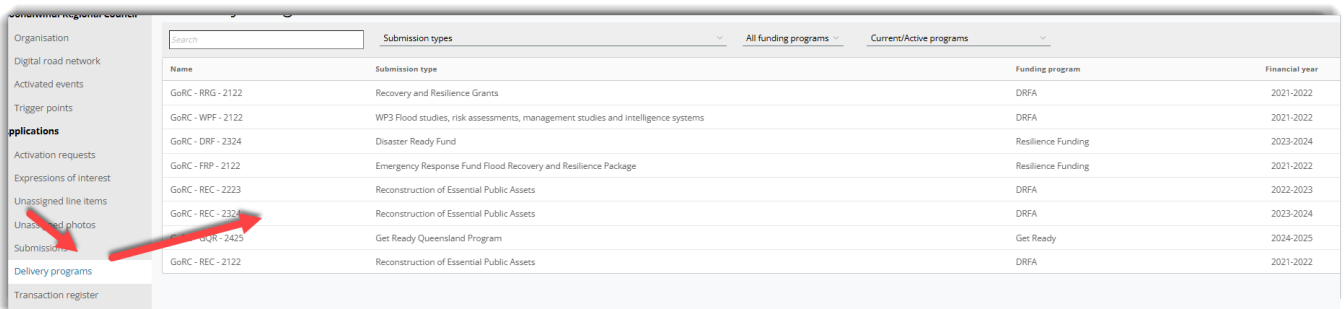 Regional Council
Organisation
Digital road network
Activated events
Trigger points
pplications
Activation requests
Expressions of interest
Unassigned line items
Unassigned photos
Submissions
Delivery programs
Transaction register
Search Submission types All funding programs Current/Active programs
Name Submission type Funding program Financial year
GoRC - RRG - 2122 Recovery and Resilience Grants DRFA 2021-2022
GoRC - WPF - 2122 WP3 Flood studies, risk assessments, management studies and intelligence systems DRFA 2021-2022
GoRC - DRF - 2324 Disaster Ready Fund Resilience Funding 2023-2024
GoRC - FRP - 2122 Emergency Response Fund Flood Recovery and Resilience Package Resilience Funding 2021-2022
GoRC - REC - 2223 Reconstruction of Essential Public Assets DRFA 2022-2023
GoRC - REC - 2324 Reconstruction of Essential Public Assets DRFA 2023-2024
GQR - 2425 Get Ready Queensland Program Get Ready 2024-2025
GoRC - REC - 2122 Reconstruction of Essential Public Assets DRFA 2021-2022